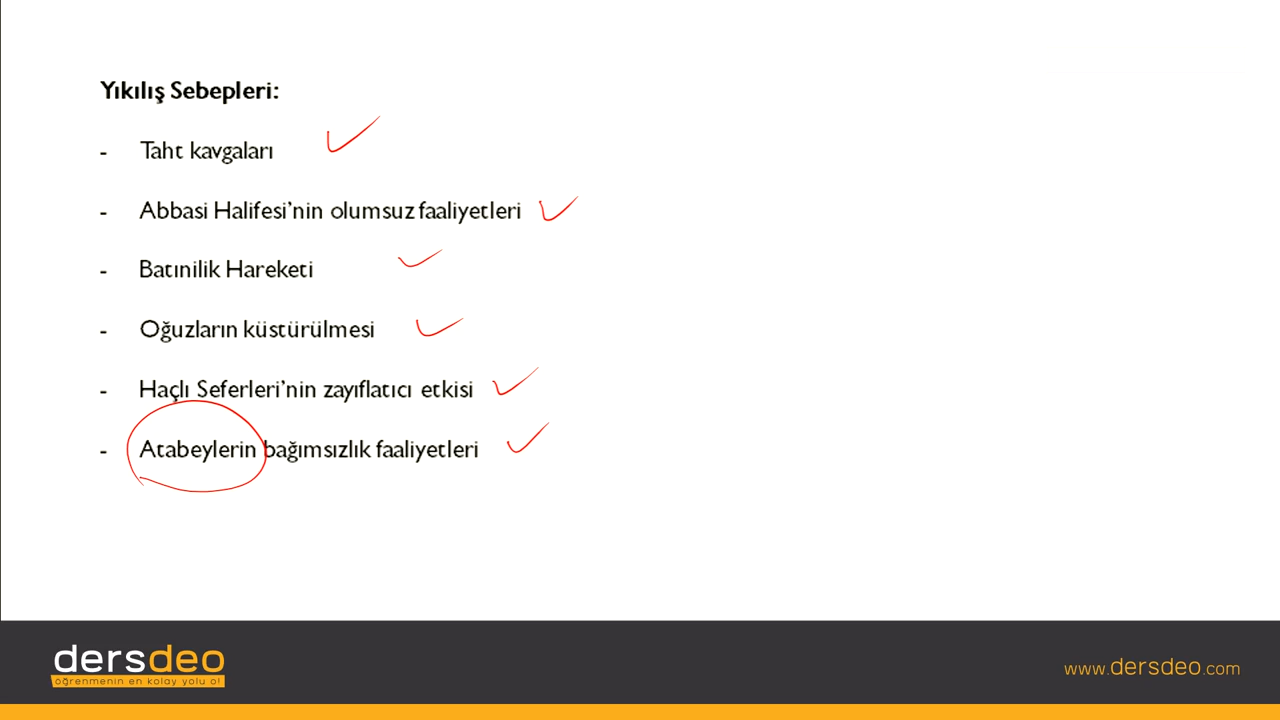 Yıkılış Sebepleri:
- Taht kavgaları
- Abbasi Halifesi’nin olumsuz faaliyetleri
- Batınilik Hareketi
- Oğuzların küstürülmesi
- Haçlı Seferleri’nin zayıflatıcı etkisi
- Atabeylerin bağımsızlık faaliyetleri
dersdeo
öğrenmenin en kolay yolu o!
www.dersdeo.com